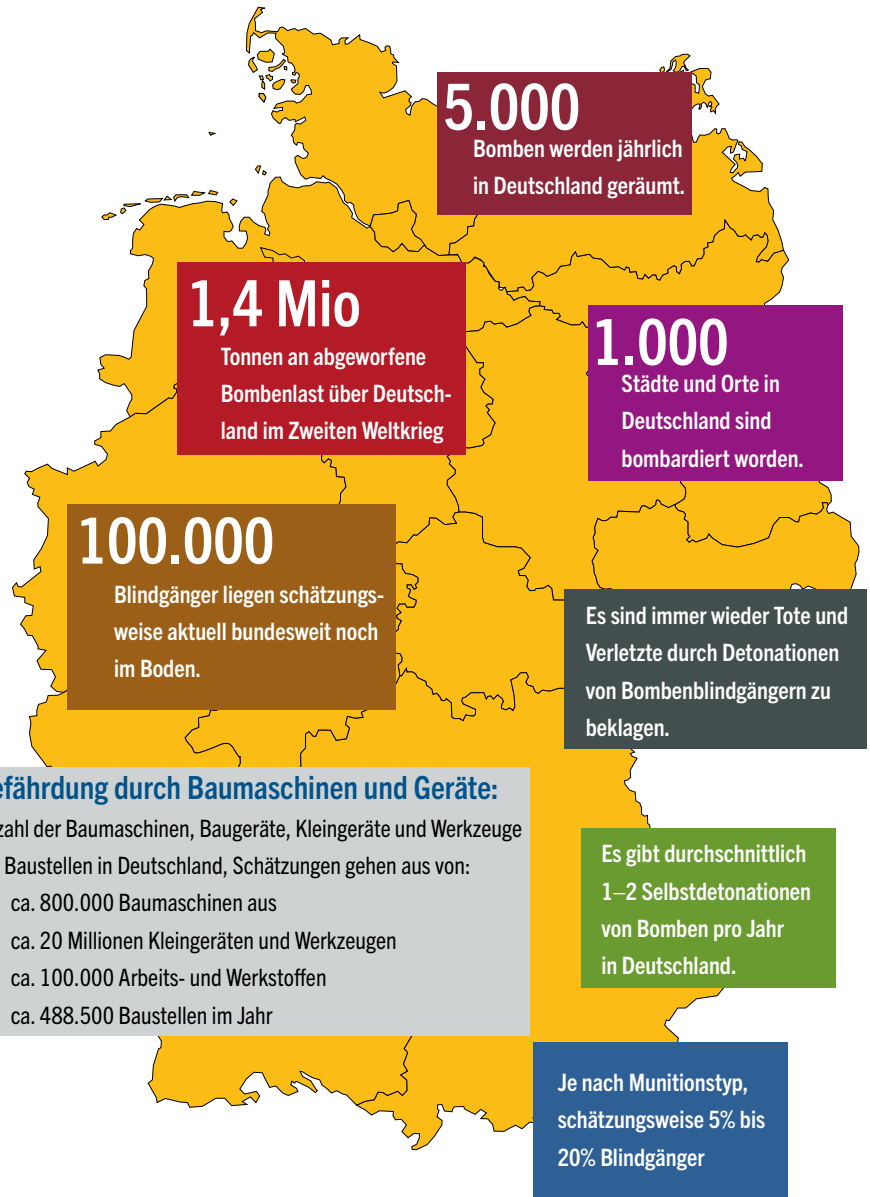 5.000
Bomben werden jährlich
in Deutschland geräumt.
1,4 Mio
Tonnen an abgeworfene
Bombenlast über Deutsch-
land im Zweiten Weltkrieg
1.000
Städte und Orte in
Deutschland sind
bombardiert worden.
100.000
Blindgänger liegen schätzungs-
weise aktuell bundesweit noch
im Boden.
Es sind immer wieder Tote und
Verletzte durch Detonationen
von Bombenblindgängern zu
beklagen.
efährdung durch Baumaschinen und Geräte:
zahl der Baumaschinen, Baugeräte, Kleingeräte und Werkzeuge
Baustellen in Deutschland, Schätzungen gehen aus von:
ca. 800.000 Baumaschinen aus
ca. 20 Millionen Kleingeräten und Werkzeugen
ca. 100.000 Arbeits- und Werkstoffen
ca. 488.500 Baustellen im Jahr
Es gibt durchschnittlich
1–2 Selbstdetonationen
von Bomben pro Jahr
in Deutschland.
Je nach Munitionstyp,
schätzungsweise 5% bis
20% Blindgänger